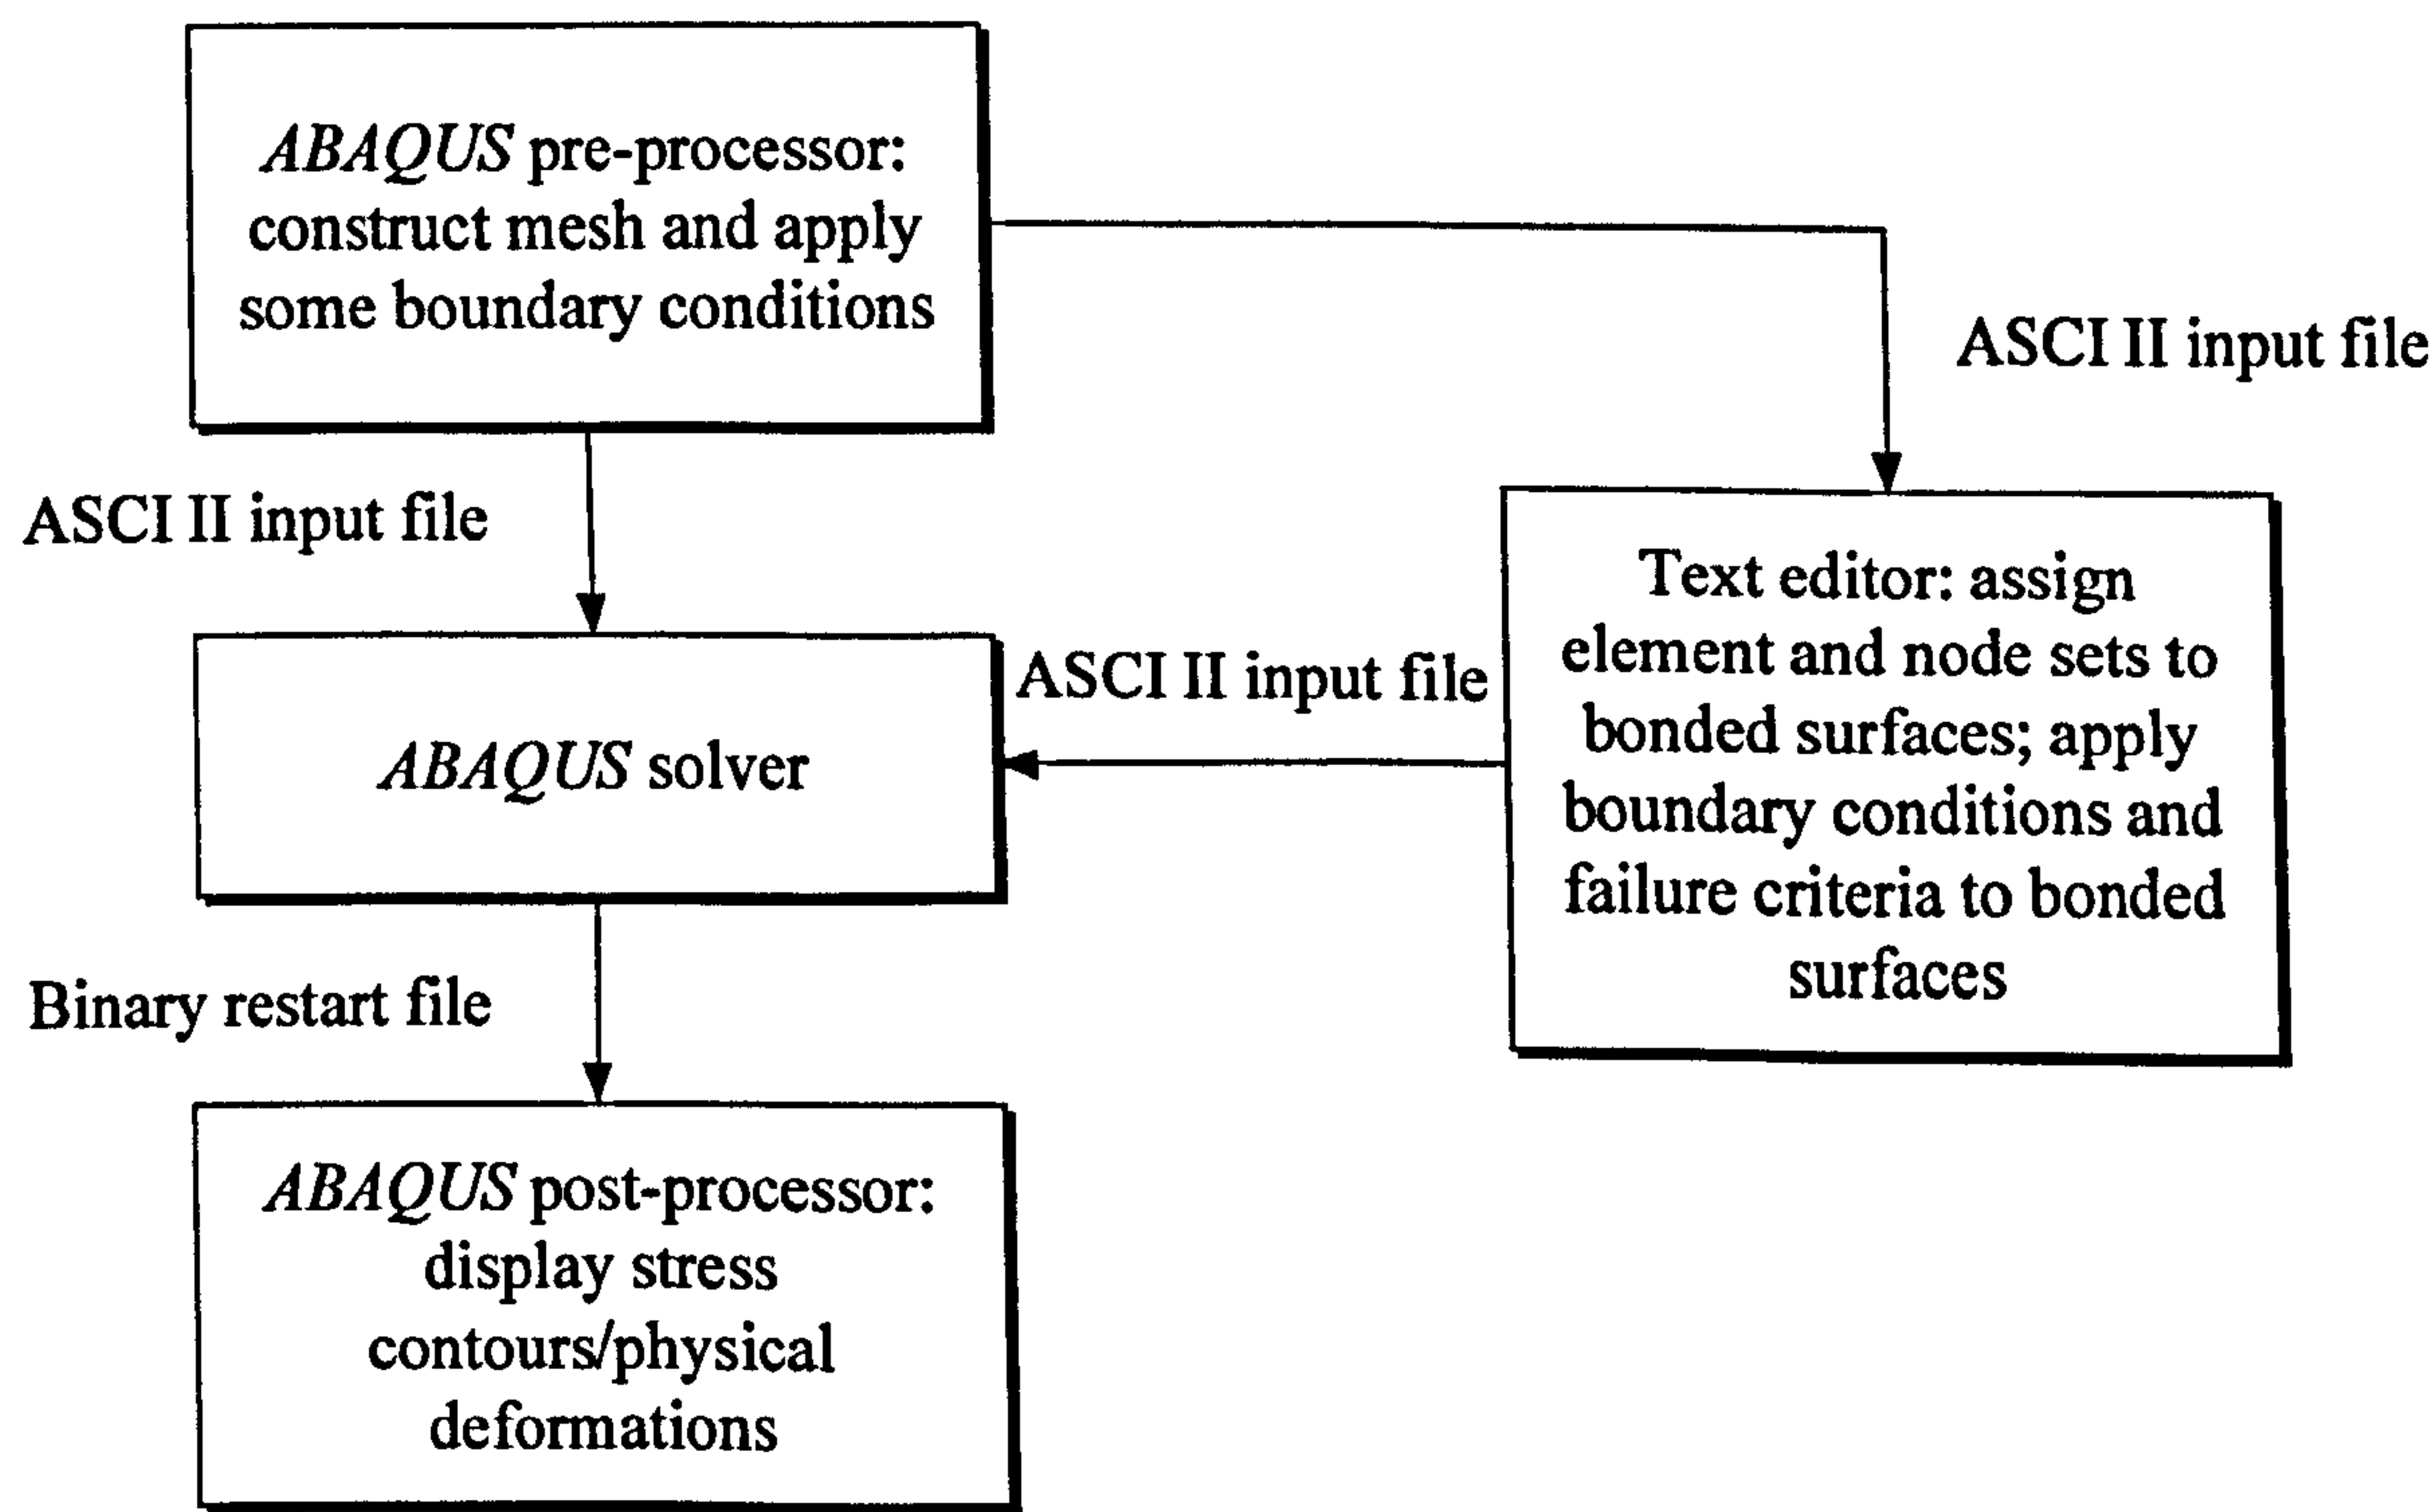 ABAQUS pre-processor:
construct mesh and apply
some boundary conditions
ASCI II input file
ASCI II input file
Text editor: assign
element and node sets to
bonded surfaces; apply
boundary conditions and
failure criteria to bonded
surfaces
ASCI II input file
ABAQUS solver
Binary restart file
ABAQUS post-processor:
display stress
contours/physical
deformations